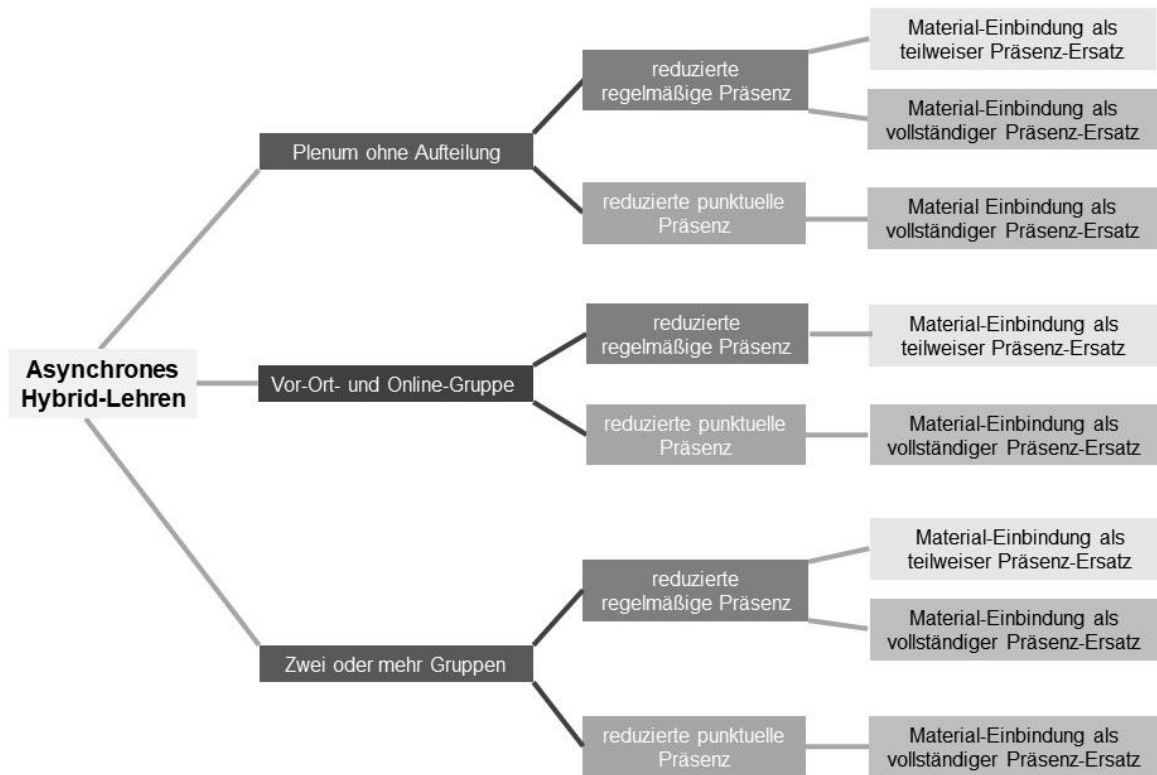 Asynchrones
Hybrid-Lehren
Plenum ohne Aufteilung
reduzierte
regelmäßige Präsenz
Material-Einbindung als
teilweiser Präsenz-Ersatz
Material-Einbindung als
vollständiger Präsenz-Ersatz
reduzierte punktuelle
Präsenz
Material Einbindung als
vollständiger Präsenz-Ersatz
Vor-Ort- und Online-Gruppe
reduzierte
regelmäßige Präsenz
Material-Einbindung als
teilweiser Präsenz-Ersatz
reduzierte punktuelle
Präsenz
Material-Einbindung als
vollständiger Präsenz-Ersatz
Zwei oder mehr Gruppen
reduzierte
regelmäßige Präsenz
Material-Einbindung als
teilweiser Präsenz-Ersatz
Material-Einbindung als
vollständiger Präsenz-Ersatz
reduzierte punktuelle
Präsenz
Material-Einbindung als
vollständiger Präsenz-Ersatz